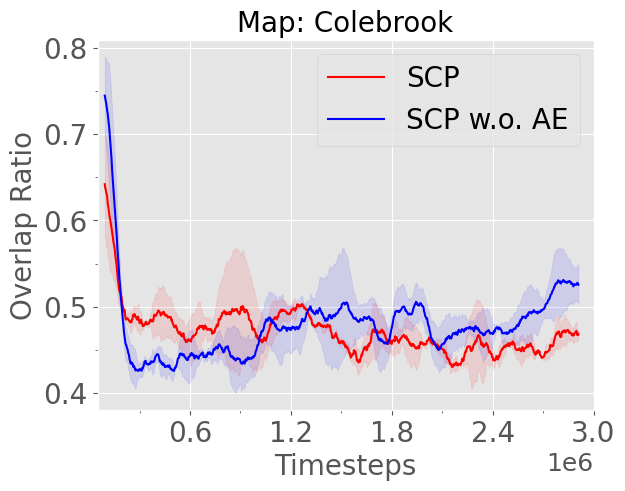 Map: Colebrook
SCP
SCP w.o. AE
Overlap Ratio
0.8
0.7
0.6
0.5
0.4
0.6 1.2 1.8 2.4 3.0
Timesteps
1e6